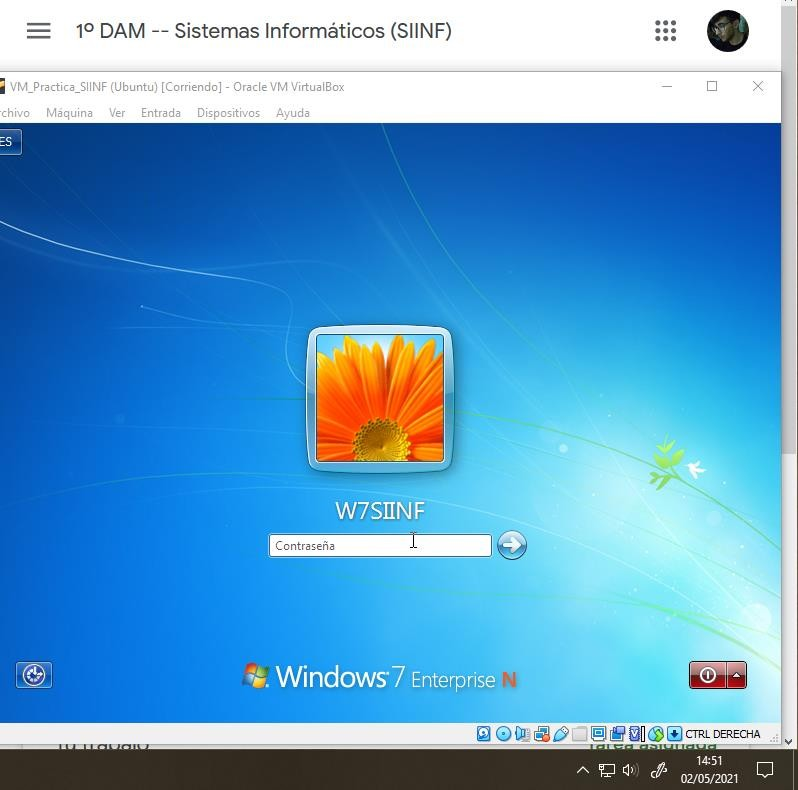 1º DAM -- Sistemas Informáticos (SIINF)
VM_Practica_SIINF (Ubuntu) [Corriendo] - Oracle VM VirtualBox
rchivo Máquina Ver Entrada Dispositivos Ayuda
ES
W7SIINF
Contraseña
Windows 7 Enterprise N
CTRL DERECHA
14:51
02/05/2021